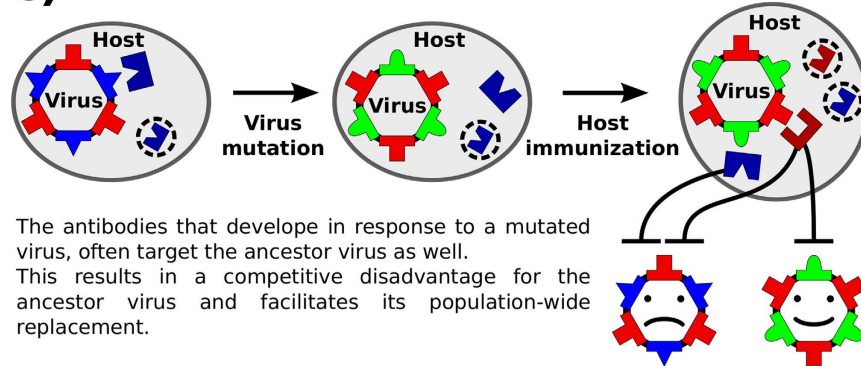 Host
Virus
Virus
mutation
Host
Virus
Host
immunization
Host
Virus
The antibodies that develope in response to a mutated
virus, often target the ancestor virus as well.
This results in a competitive disadvantage for the
ancestor virus and facilitates its population-wide
replacement.